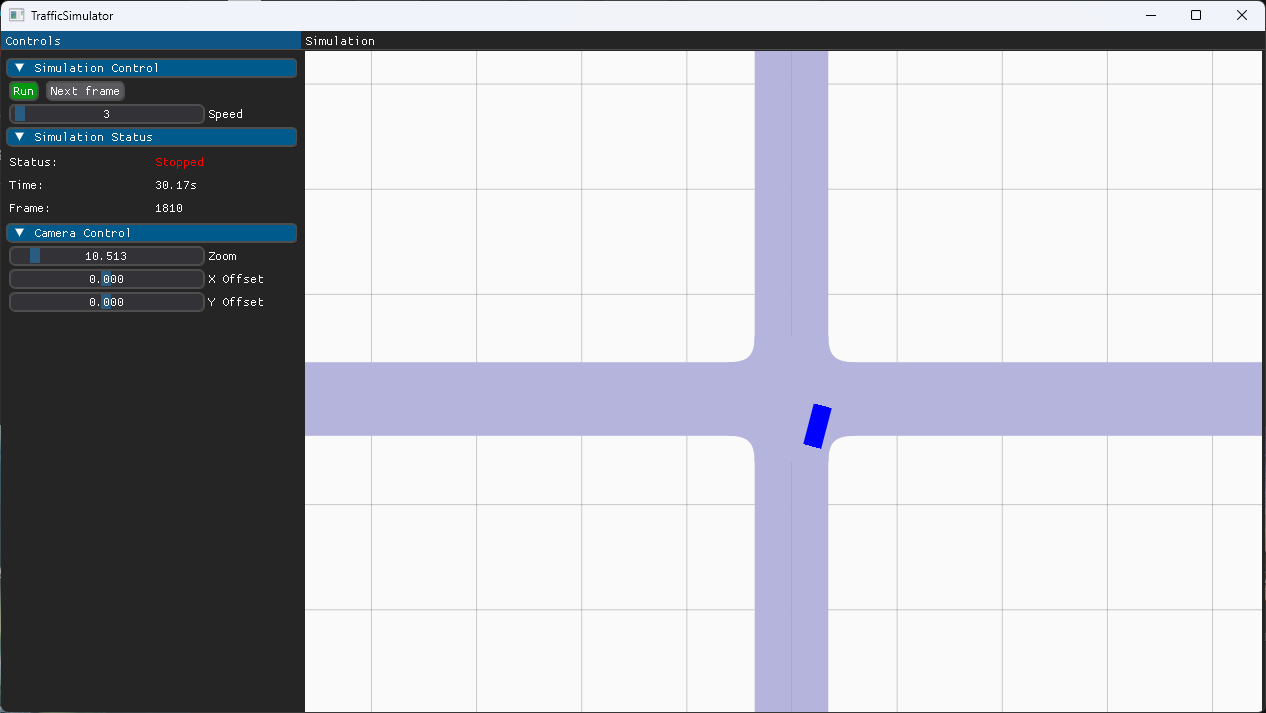 TrafficSimulator
Controls
Simulation
Simulation Control
Run Next frame
3 Speed
Simulation Status
Status: Stopped
Time: 30.17s
Frame: 1810
Camera Control
10.513 Zoom
0.000 X Offset
0.000 Y Offset